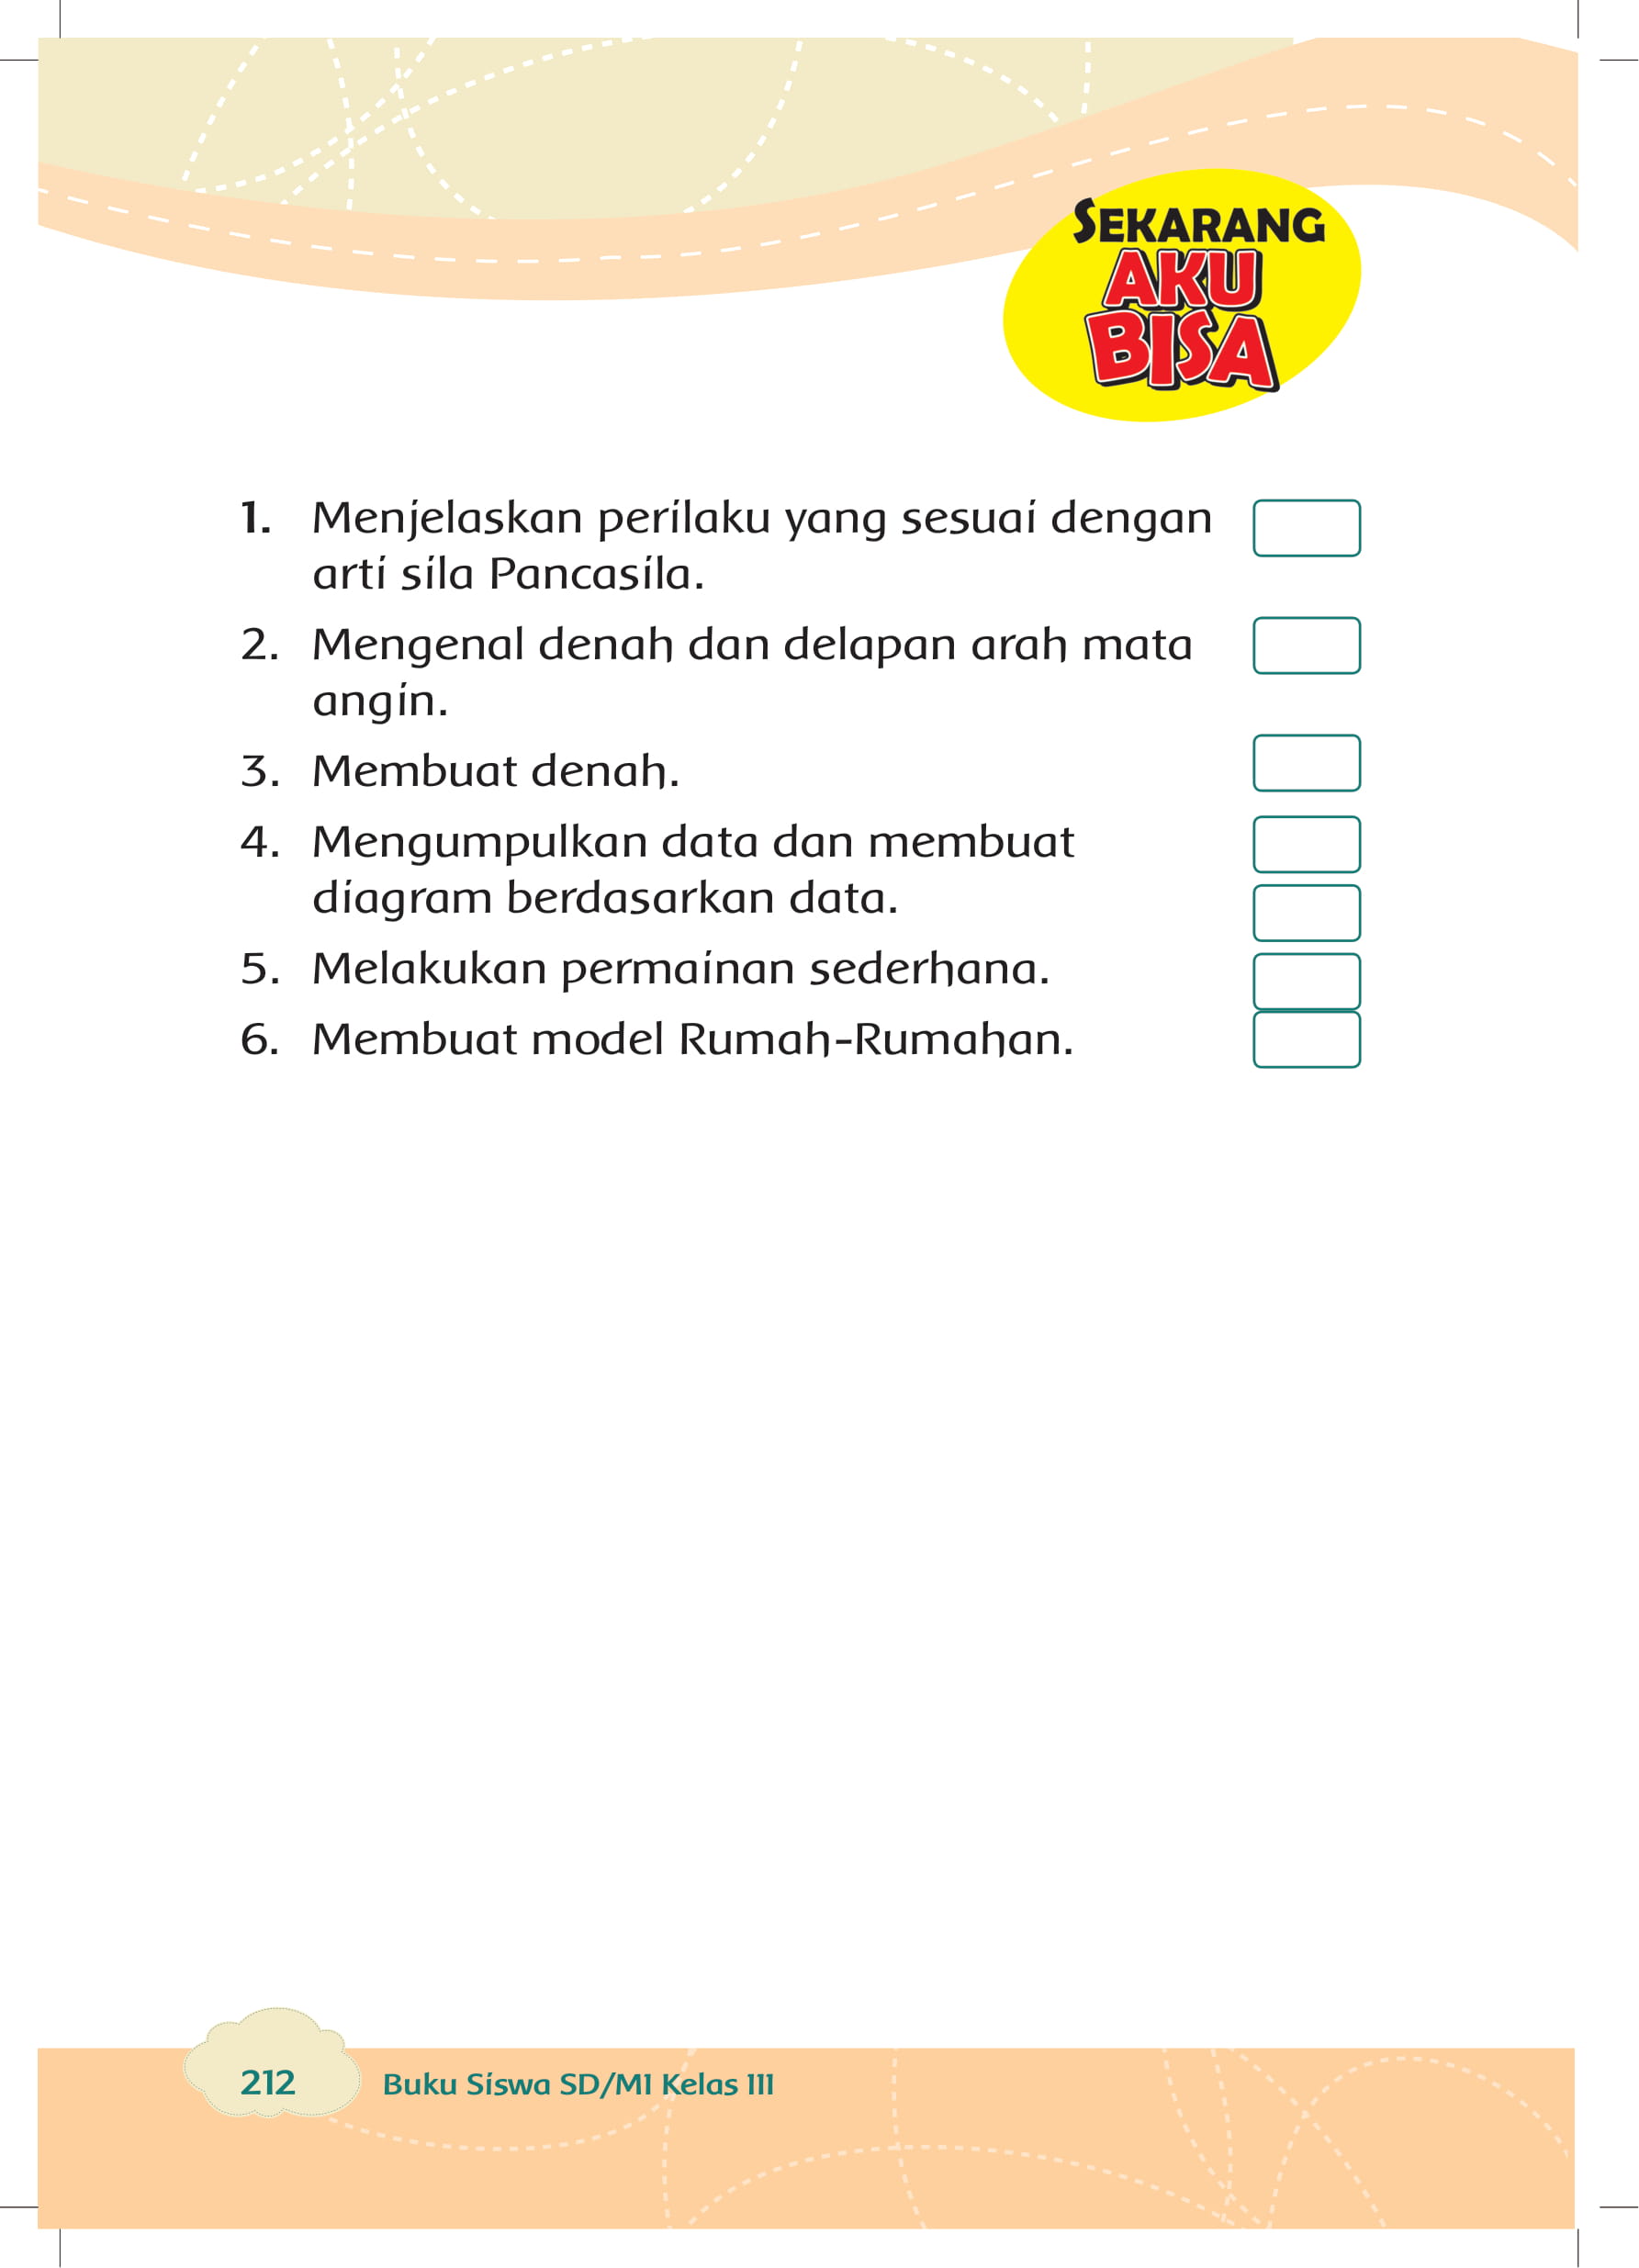 SEKARANG
AKU
BISA
1. Menjelaskan perilaku yang sesuai dengan
arti sila Pancasila.
2. Mengenal denah dan delapan arah mata
angin.
3. Membuat denah.
4. Mengumpulkan data dan membuat
diagram berdasarkan data.
5. Melakukan permainan sederhana.
6. Membuat model Rumah-Rumahan.
212 Buku Siswa SD/MI Kelas III